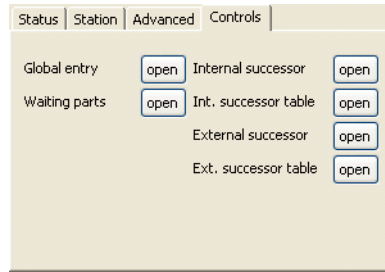 Status Station Advanced Controls
Global entry open Internal successor open
Waiting parts open Int. successor table open
External successor open
Ext. successor table open